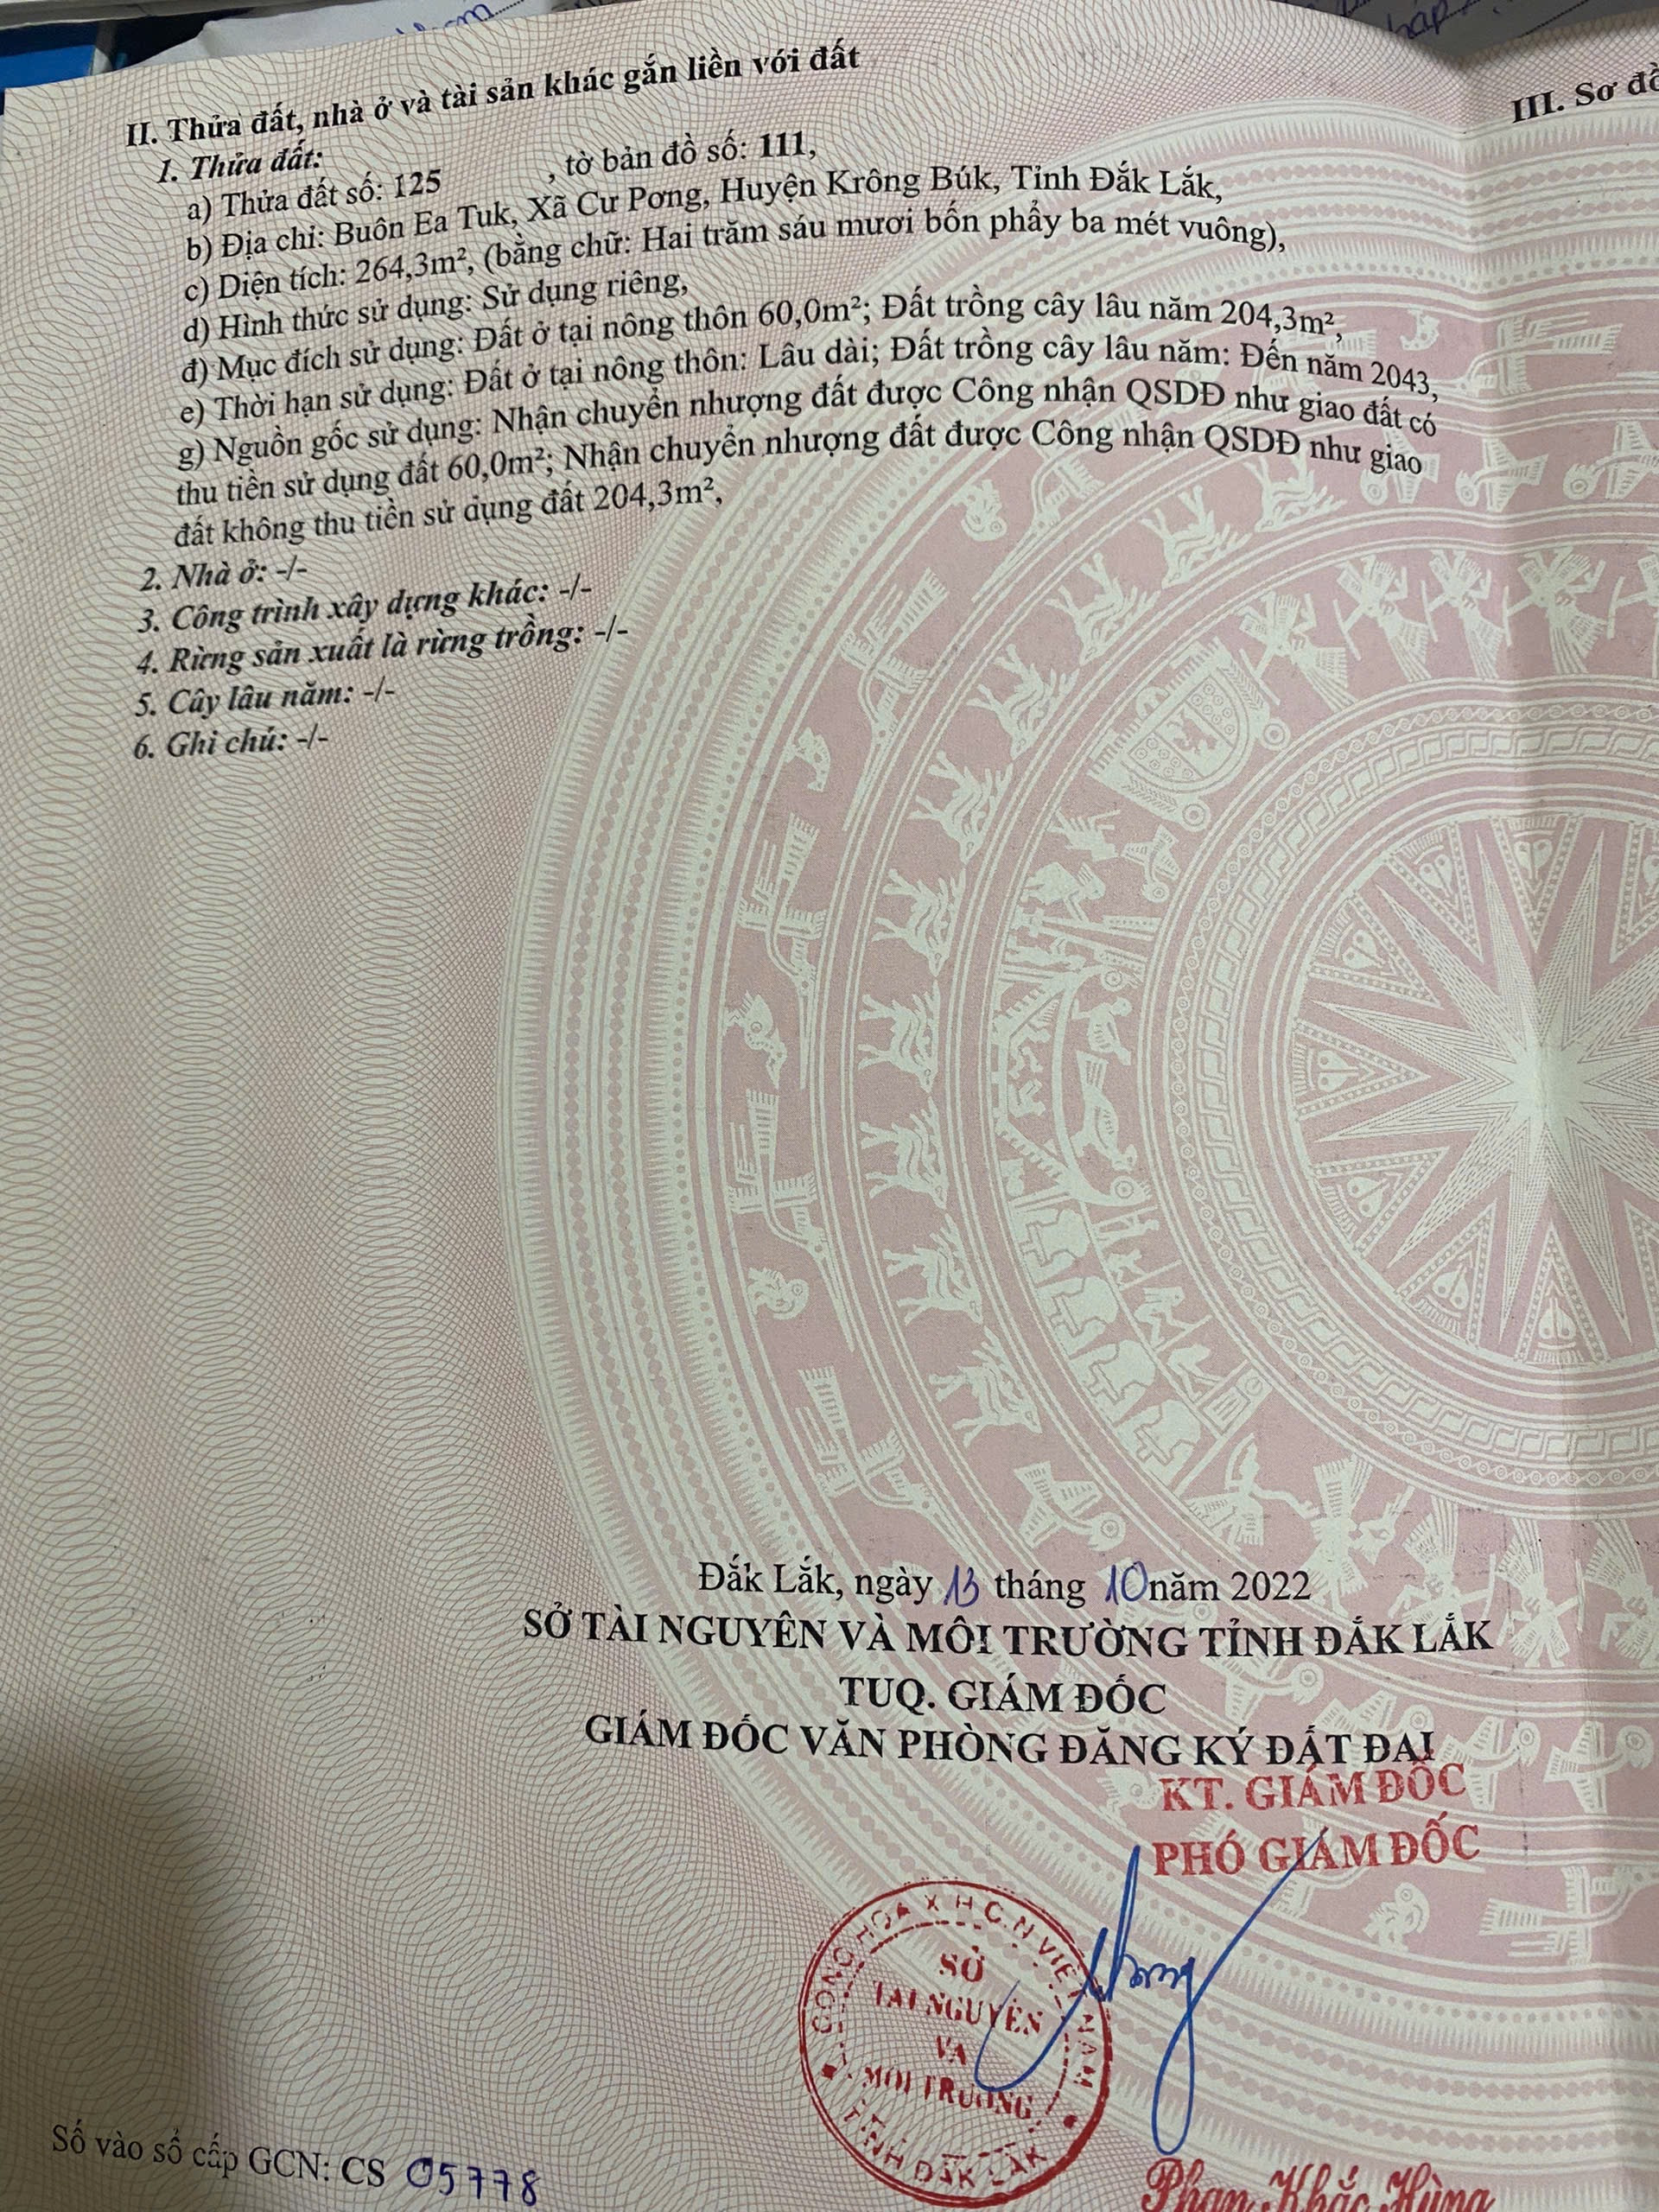 II. Thửa đất, nhà ở và tài sản khác gắn liền với đất
III. Sơ đồ
1. Thửa đất:
a) Thửa đất số: 125 , tờ bản đồ số: 111,
b) Địa chỉ: Buôn Ea Tuk, Xã Cư Pơng, Huyện Krông Búk, Tỉnh Đắk Lắk,
c) Diện tích: 264,3m², (bằng chữ: Hai trăm sáu mươi bốn phẩy ba mét vuông),
d) Hình thức sử dụng: Sử dụng riêng,
đ) Mục đích sử dụng: Đất ở tại nông thôn 60,0m²; Đất trồng cây lâu năm 204,3m²,
e) Thời hạn sử dụng: Đất ở tại nông thôn: Lâu dài; Đất trồng cây lâu năm: Đến năm 2043,
g) Nguồn gốc sử dụng: Nhận chuyển nhượng đất được Công nhận QSDĐ như giao đất có
thu tiền sử dụng đất 60,0m²; Nhận chuyển nhượng đất được Công nhận QSDĐ như giao
đất không thu tiền sử dụng đất 204,3m²,
2. Nhà ở: -/-
3. Công trình xây dựng khác: -/-
4. Rừng sản xuất là rừng trồng: -/-
5. Cây lâu năm: -/-
6. Ghi chú: -/-
Đắk Lắk, ngày 13 tháng 10 năm 2022
SỞ TÀI NGUYÊN VÀ MÔI TRƯỜNG TỈNH ĐẮK LẮK
TUQ. GIÁM ĐỐC
GIÁM ĐỐC VĂN PHÒNG ĐĂNG KÝ ĐẤT ĐAI
KT. GIÁM ĐỐC
PHÓ GIÁM ĐỐC
CỘNG HÒA X.H.C.N VIỆT NAM
SỞ
TÀI NGUYÊN
VÀ
MÔI TRƯỜNG
TỈNH ĐẮK LẮK
Phan Khắc Hùng
Số vào sổ cấp GCN: CS 05778